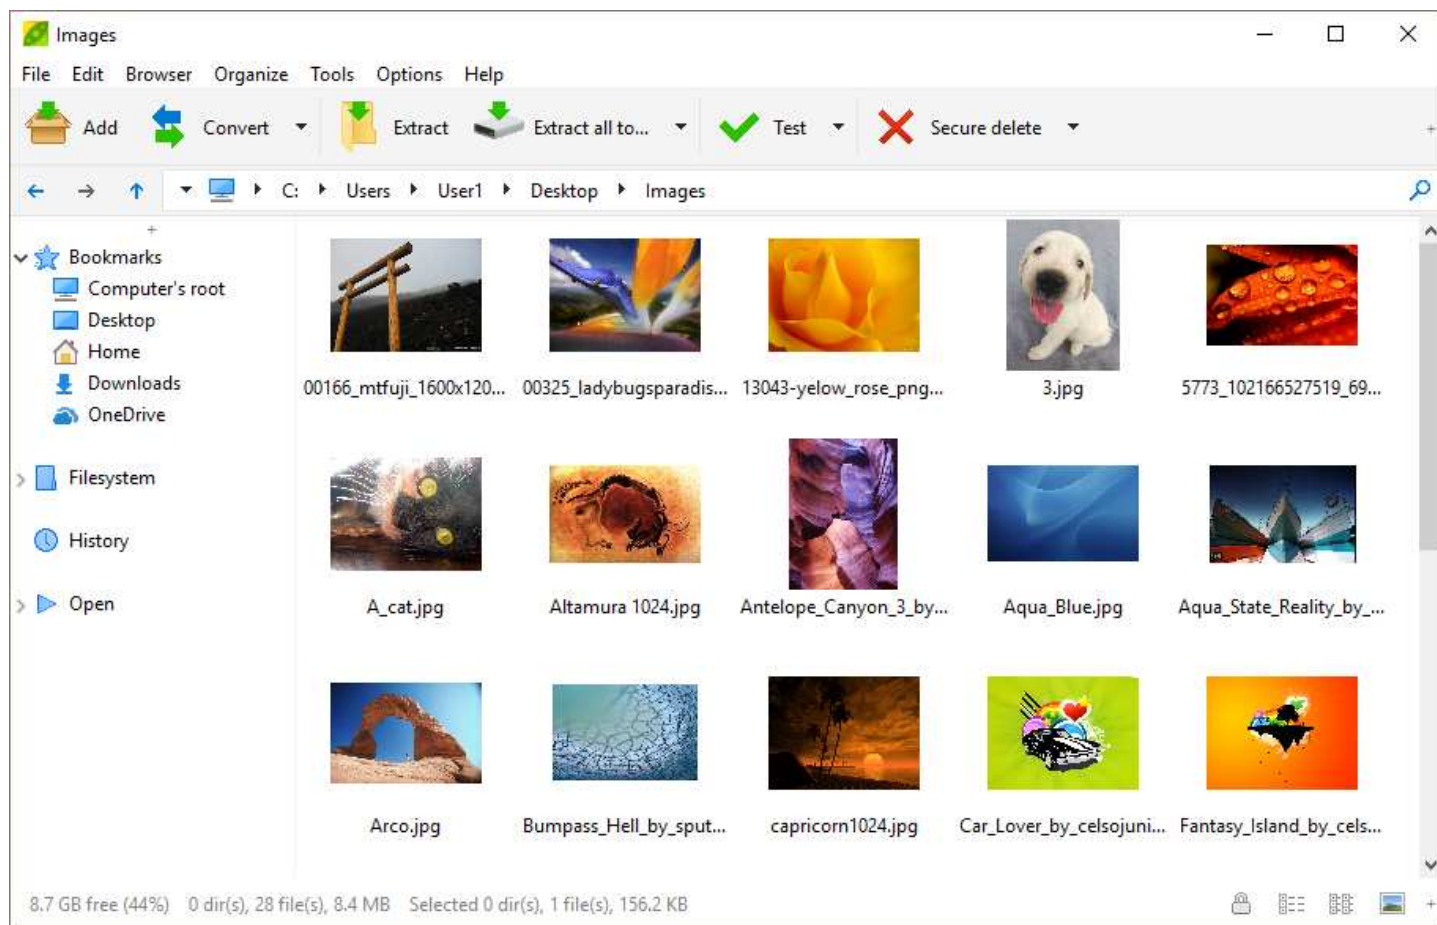 Images
File Edit Browser Organize Tools Options Help
Add Convert Extract Extract all to... Test Secure delete
C: Users User1 Desktop Images
Bookmarks
Computer's root
Desktop
Home
Downloads
OneDrive
Filesystem
History
Open
00166_mtfuji_1600x120... 00325_ladybugsparadis... 13043-yelow_rose_png... 3.jpg 5773_102166527519_69...
A_cat.jpg Altamura 1024.jpg Antelope_Canyon_3_by... Aqua_Blue.jpg Aqua_State_Reality_by_...
Arco.jpg Bumpass_Hell_by_sput... capricorn1024.jpg Car_Lover_by_celsojuni... Fantasy_Island_by_cels...
8.7 GB free (44%) 0 dir(s), 28 file(s), 8.4 MB Selected 0 dir(s), 1 file(s), 156.2 KB